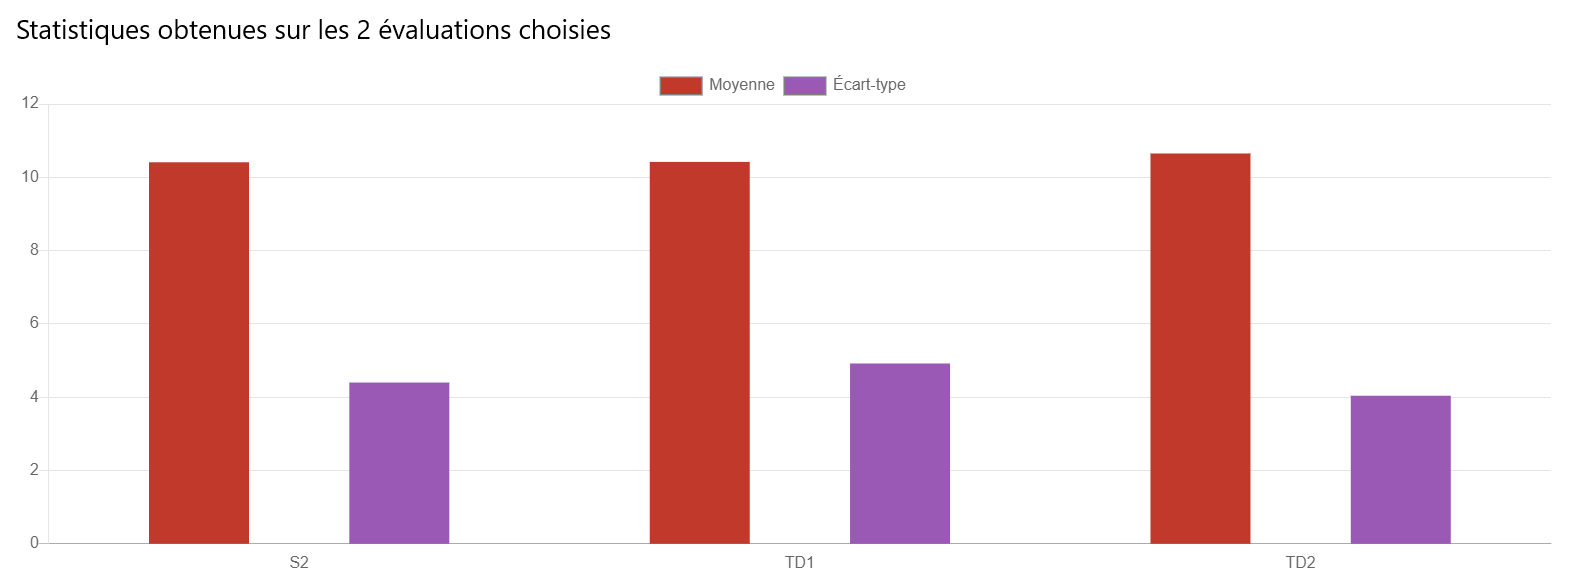 Statistiques obtenues sur les 2 évaluations choisies
Moyenne Écart-type
12
10
8
6
4
2
0
S2 TD1 TD2